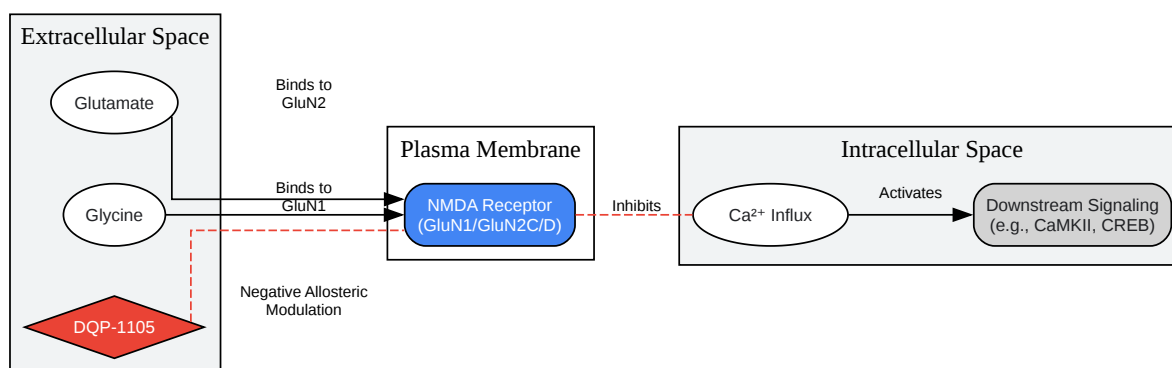 Extracellular Space
Glutamate
Binds to
GluN2
Glycine
Binds to
GluN1
DQP-1105
Negative Allosteric
Modulation
Plasma Membrane
NMDA Receptor
(GluN1/GluN2C/D)
Inhibits
Intracellular Space
Ca²⁺ Influx
Activates
Downstream Signaling
(e.g., CaMKII, CREB)